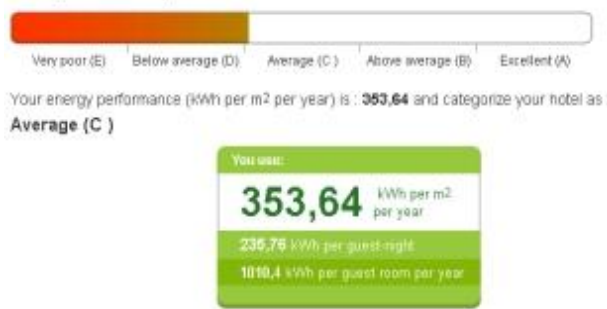 Very poor (E) Below average (D) Average (C ) Above average (B) Excellent (A)
Your energy performance (kWh per m2 per year) is : 353,64 and categorize your hotel as
Average (C )
You use:
353,64 kWh per m2
per year
235,76 kWh per guest-night
1010,4 kWh per guest room per year